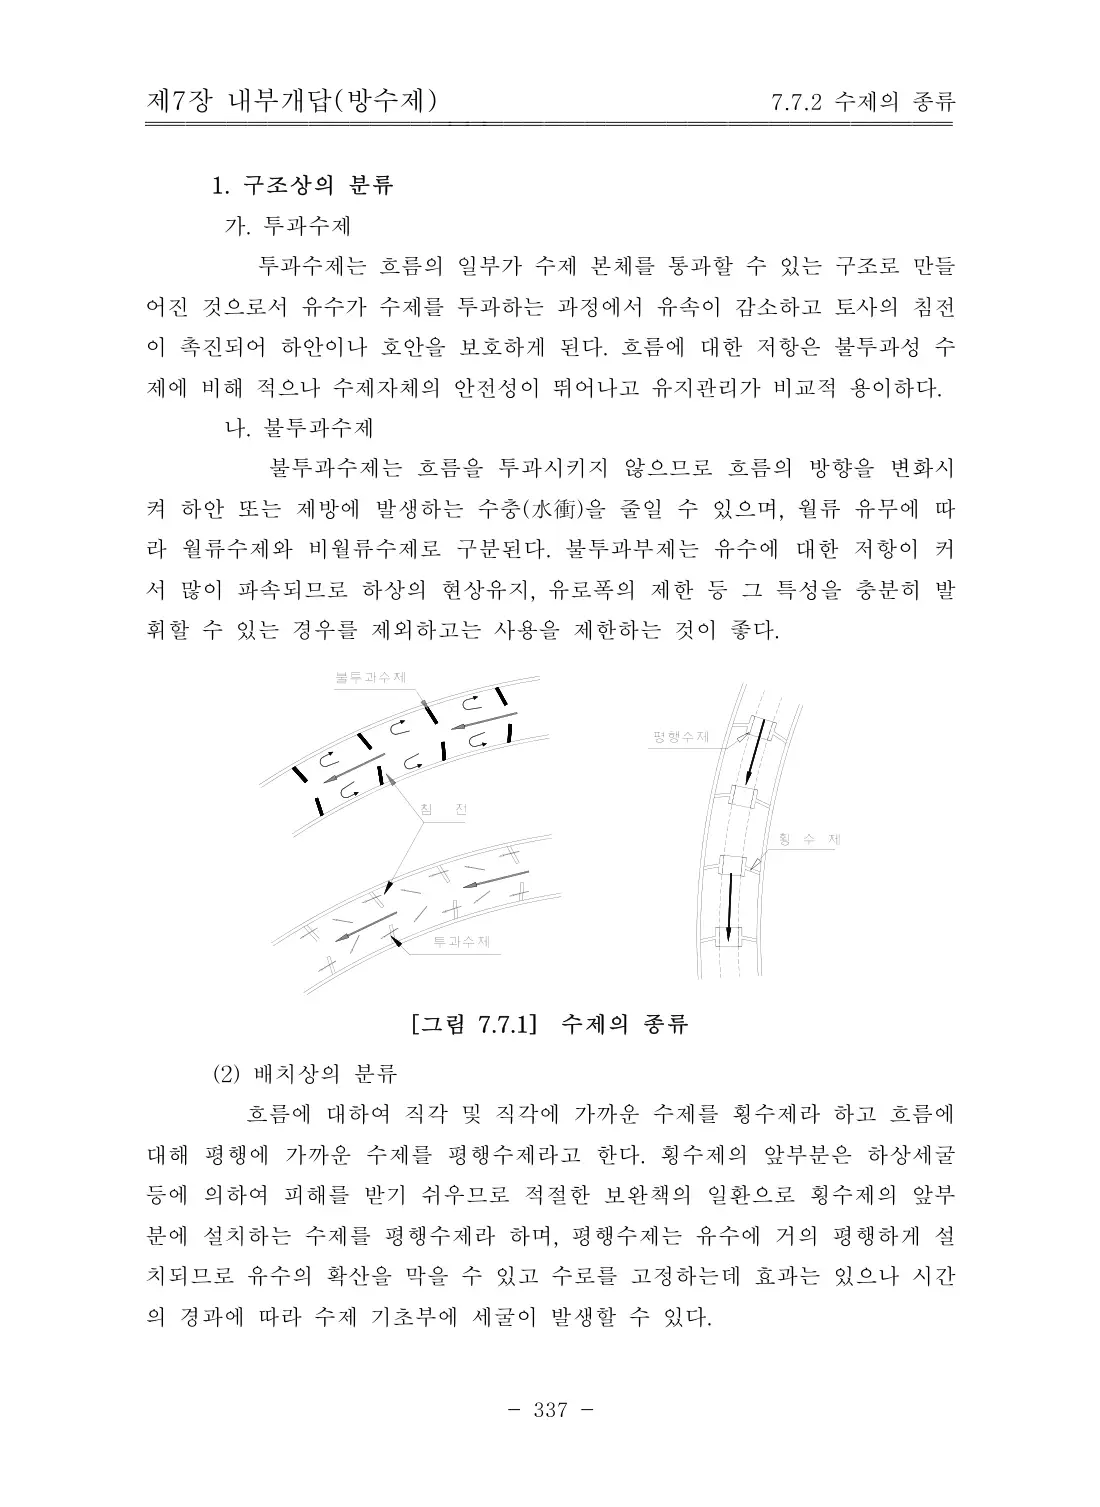 제7장 내부개답(방수제)
7.7.2 수제의 종류
1. 구조상의 분류
가. 투과수제
투과수제는 흐름의 일부가 수제 본체를 통과할 수 있는 구조로 만들
어진 것으로서 유수가 수제를 투과하는 과정에서 유속이 감소하고 토사의 침전
이 촉진되어 하안이나 호안을 보호하게 된다. 흐름에 대한 저항은 불투과성 수
제에 비해 적으나 수제자체의 안전성이 뛰어나고 유지관리가 비교적 용이하다.
나. 불투과수제
불투과수제는 흐름을 투과시키지 않으므로 흐름의 방향을 변화시
켜 하안 또는 제방에 발생하는 수충(水衝)을 줄일 수 있으며, 월류 유무에 따
라 월류수제와 비월류수제로 구분된다. 불투과부제는 유수에 대한 저항이 커
서 많이 파속되므로 하상의 현상유지, 유로폭의 제한 등 그 특성을 충분히 발
휘할 수 있는 경우를 제외하고는 사용을 제한하는 것이 좋다.
불투과수제
침 전
투과수제
평행수제
횡 수 제
[그림 7.7.1] 수제의 종류
(2) 배치상의 분류
흐름에 대하여 직각 및 직각에 가까운 수제를 횡수제라 하고 흐름에
대해 평행에 가까운 수제를 평행수제라고 한다. 횡수제의 앞부분은 하상세굴
등에 의하여 피해를 받기 쉬우므로 적절한 보완책의 일환으로 횡수제의 앞부
분에 설치하는 수제를 평행수제라 하며, 평행수제는 유수에 거의 평행하게 설
치되므로 유수의 확산을 막을 수 있고 수로를 고정하는데 효과는 있으나 시간
의 경과에 따라 수제 기초부에 세굴이 발생할 수 있다.
- 337 -